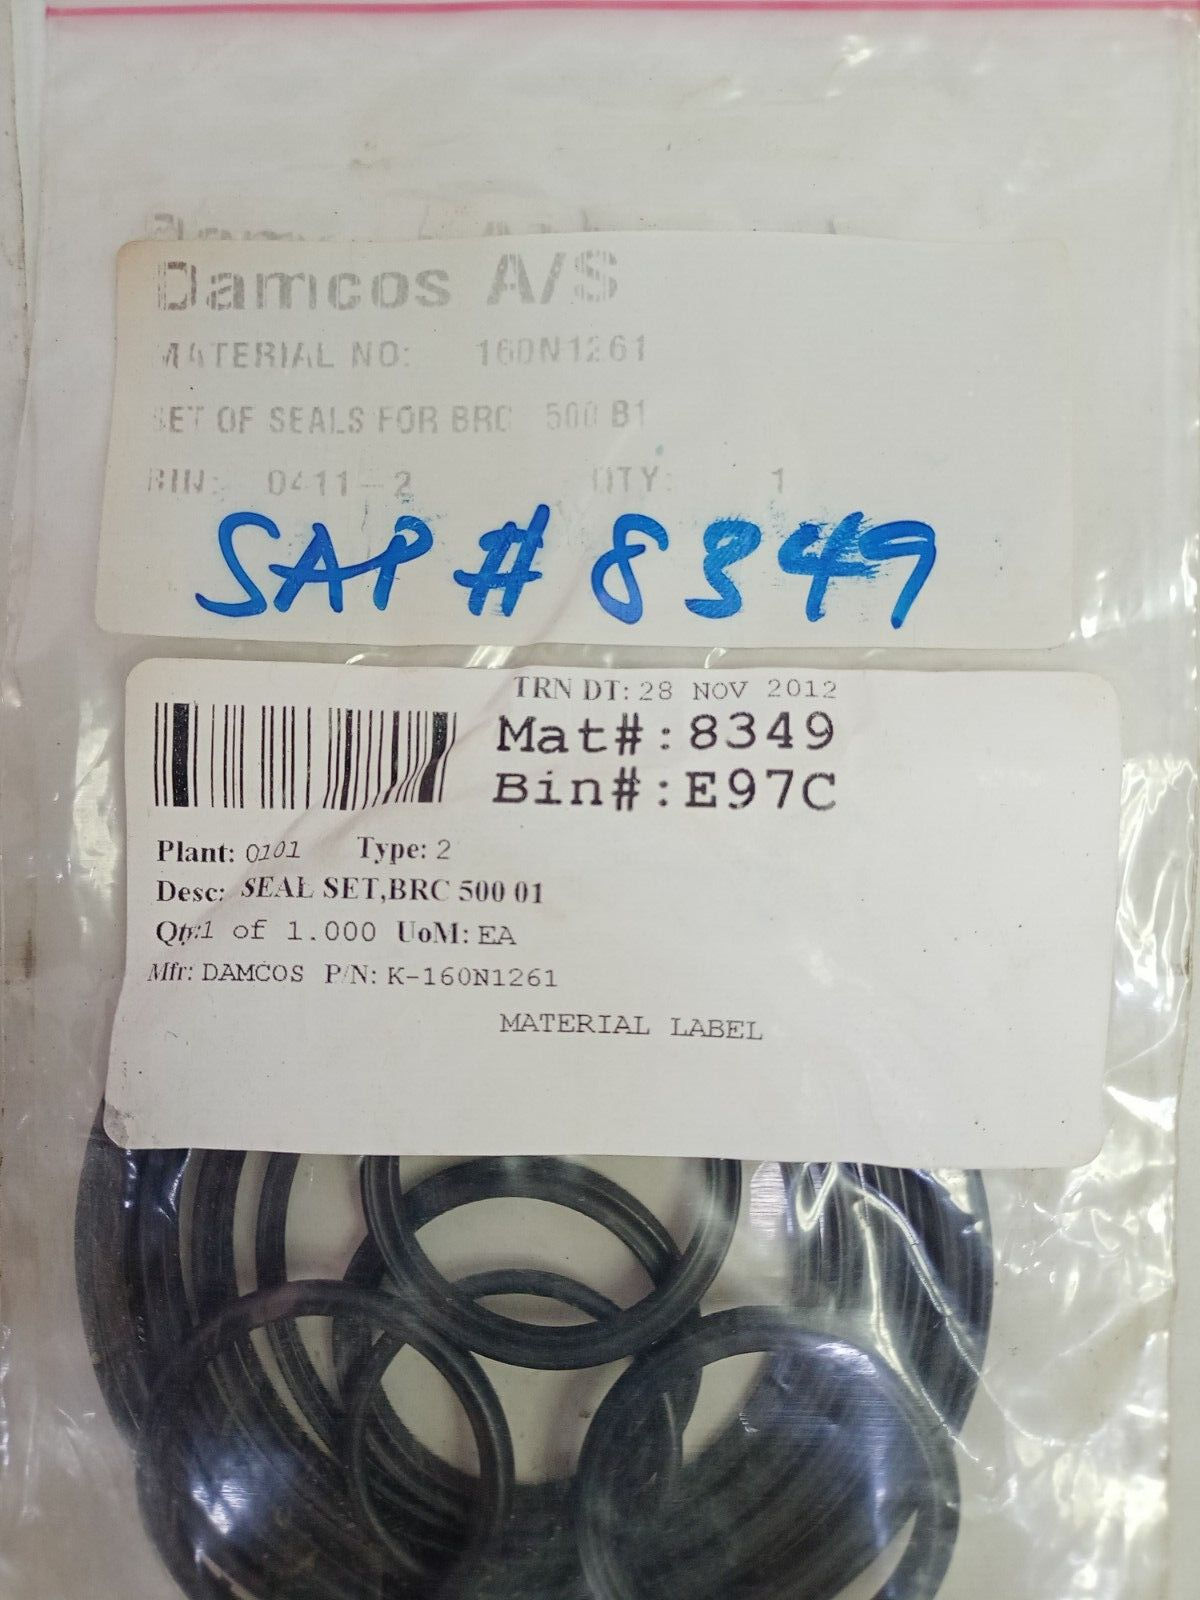 Damcos A/S
MATERIAL NO: 160N1261
SET OF SEALS FOR BRC 500 B1
BIN: 0411-2 QTY: 1
SAP # 8349
TRN DT: 28 NOV 2012
Mat#:8349
Bin#:E97C
Plant: 0101 Type: 2
Desc: SEAL SET,BRC 500 01
Qty:1 of 1.000 UoM: EA
Mfr: DAMCOS P/N: K-160N1261
MATERIAL LABEL